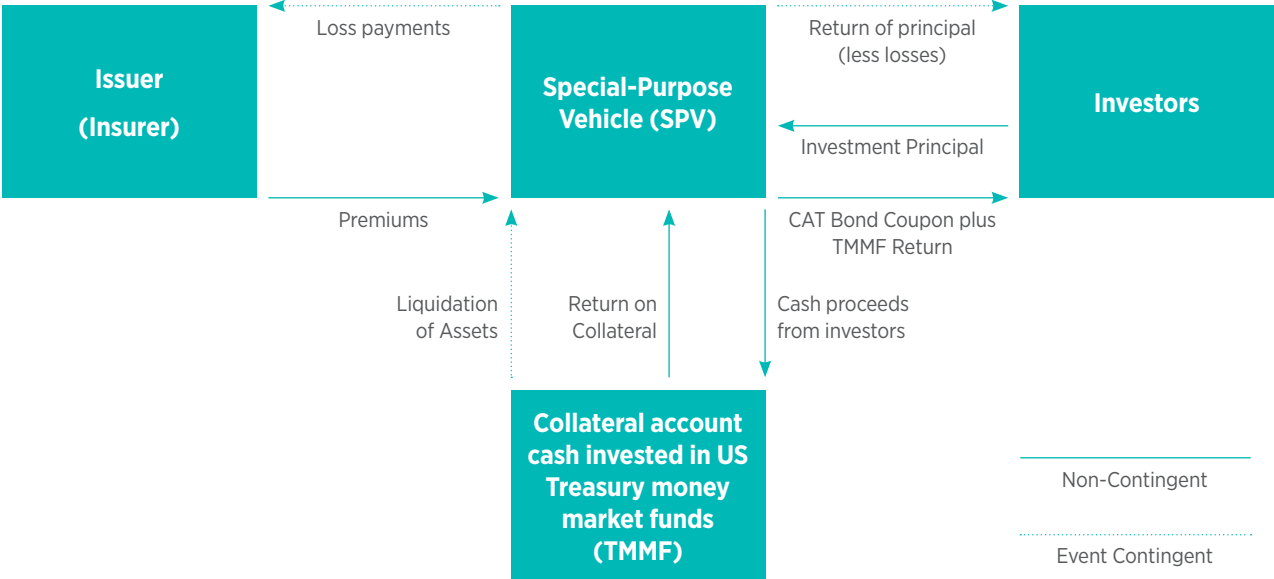 Issuer
(Insurer)
Loss payments
Premiums
Special-Purpose
Vehicle (SPV)
Return of principal
(less losses)
Investment Principal
CAT Bond Coupon plus
TMMF Return
Investors
Liquidation
of Assets
Return on
Collateral
Cash proceeds
from investors
Collateral account
cash invested in US
Treasury money
market funds
(TMMF)
Non-Contingent
Event Contingent